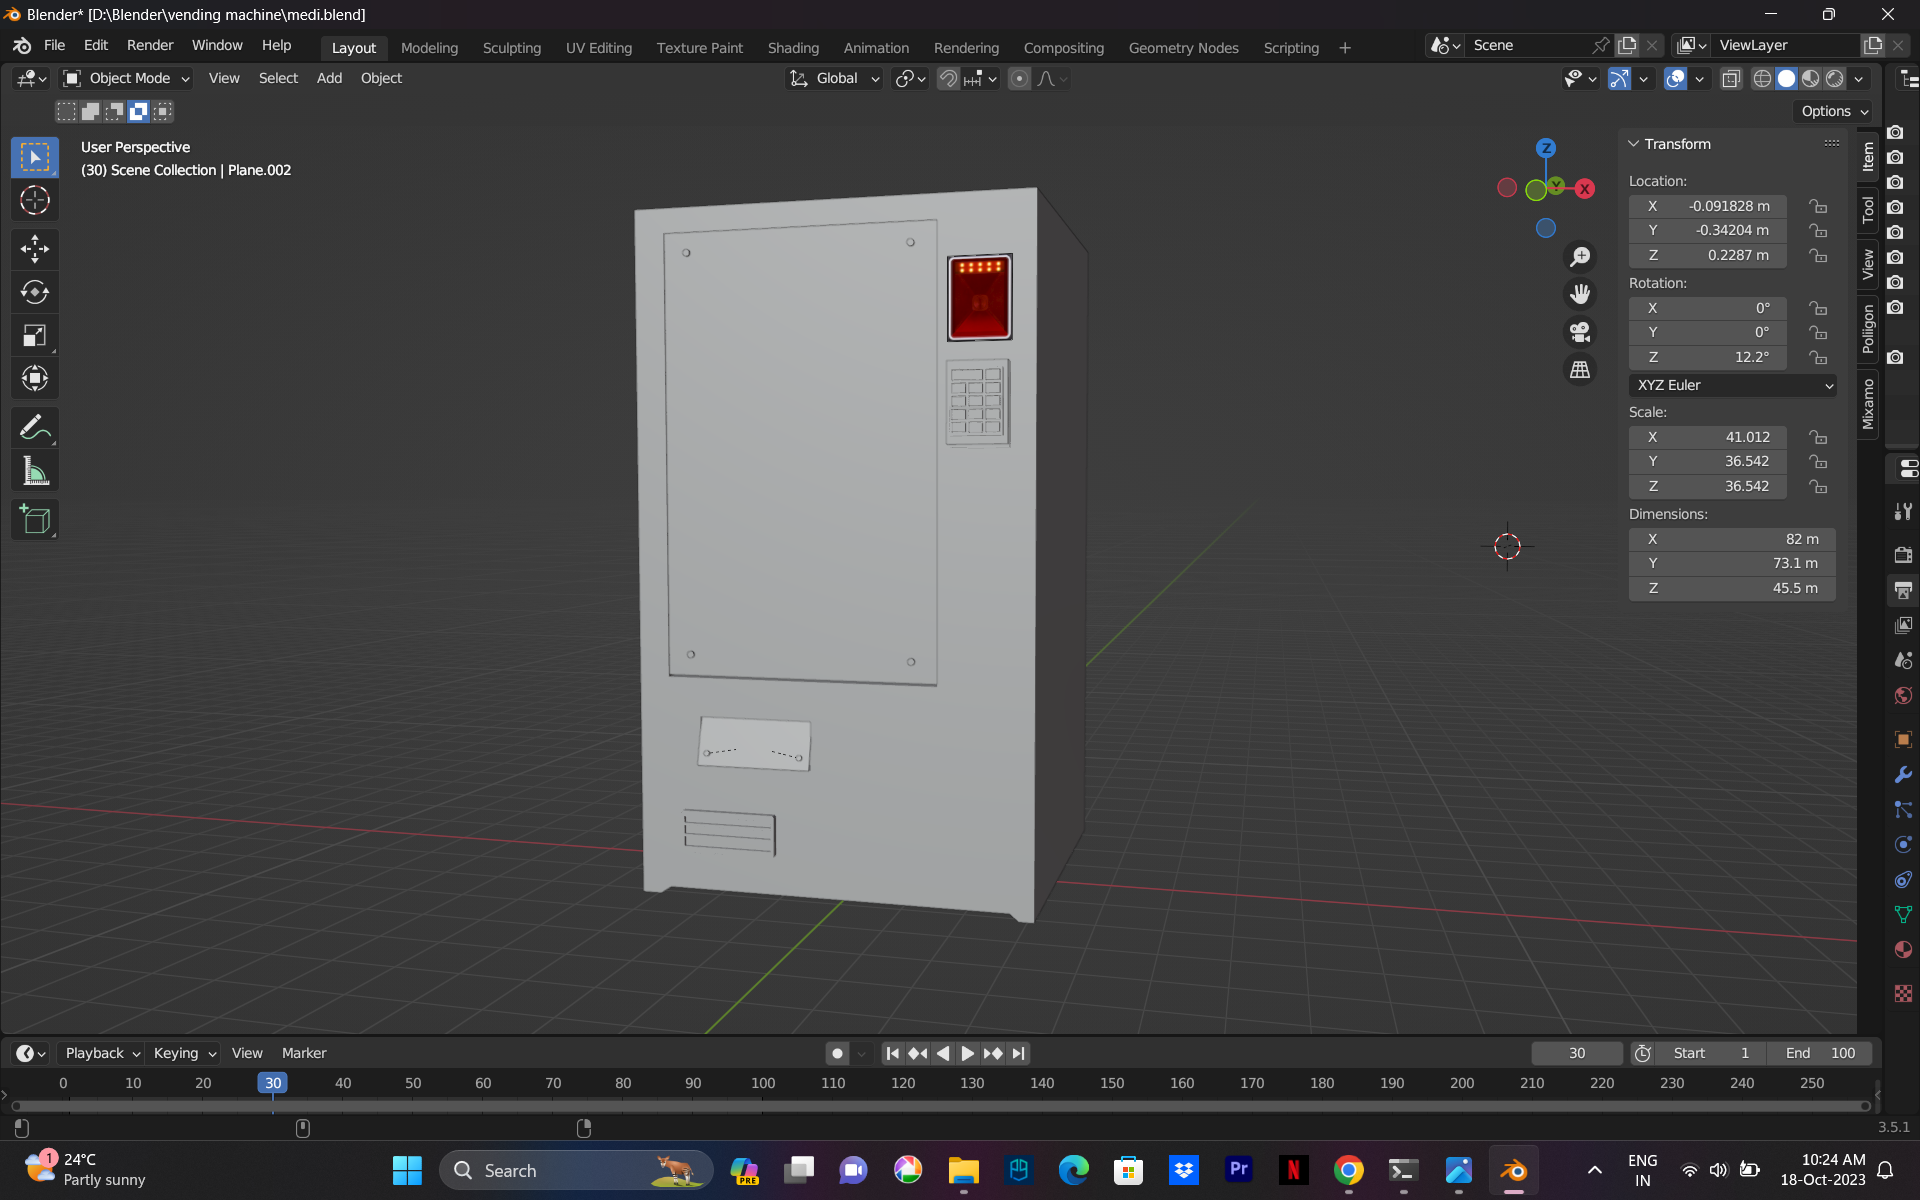 Blender* [D:\Blender\vending machine\medi.blend]
File Edit Render Window Help
Layout Modeling Sculpting UV Editing Texture Paint Shading Animation Rendering Compositing Geometry Nodes Scripting +
Scene
ViewLayer
Object Mode View Select Add Object
Global
Options
User Perspective
(30) Scene Collection | Plane.002
Z
Y
X
Transform
Location:
X -0.091828 m
Y -0.34204 m
Z 0.2287 m
Rotation:
X 0°
Y 0°
Z 12.2°
XYZ Euler
Scale:
X 41.012
Y 36.542
Z 36.542
Dimensions:
X 82 m
Y 73.1 m
Z 45.5 m
Item
Tool
View
Poliigon
Mixamo
Playback Keying View Marker
30
Start 1
End 100
0 10 20 30 40 50 60 70 80 90 100 110 120 130 140 150 160 170 180 190 200 210 220 230 240 250
3.5.1
1
24°C
Partly sunny
Search
PRE
Pr
N
ENG
IN
10:24 AM
18-Oct-2023